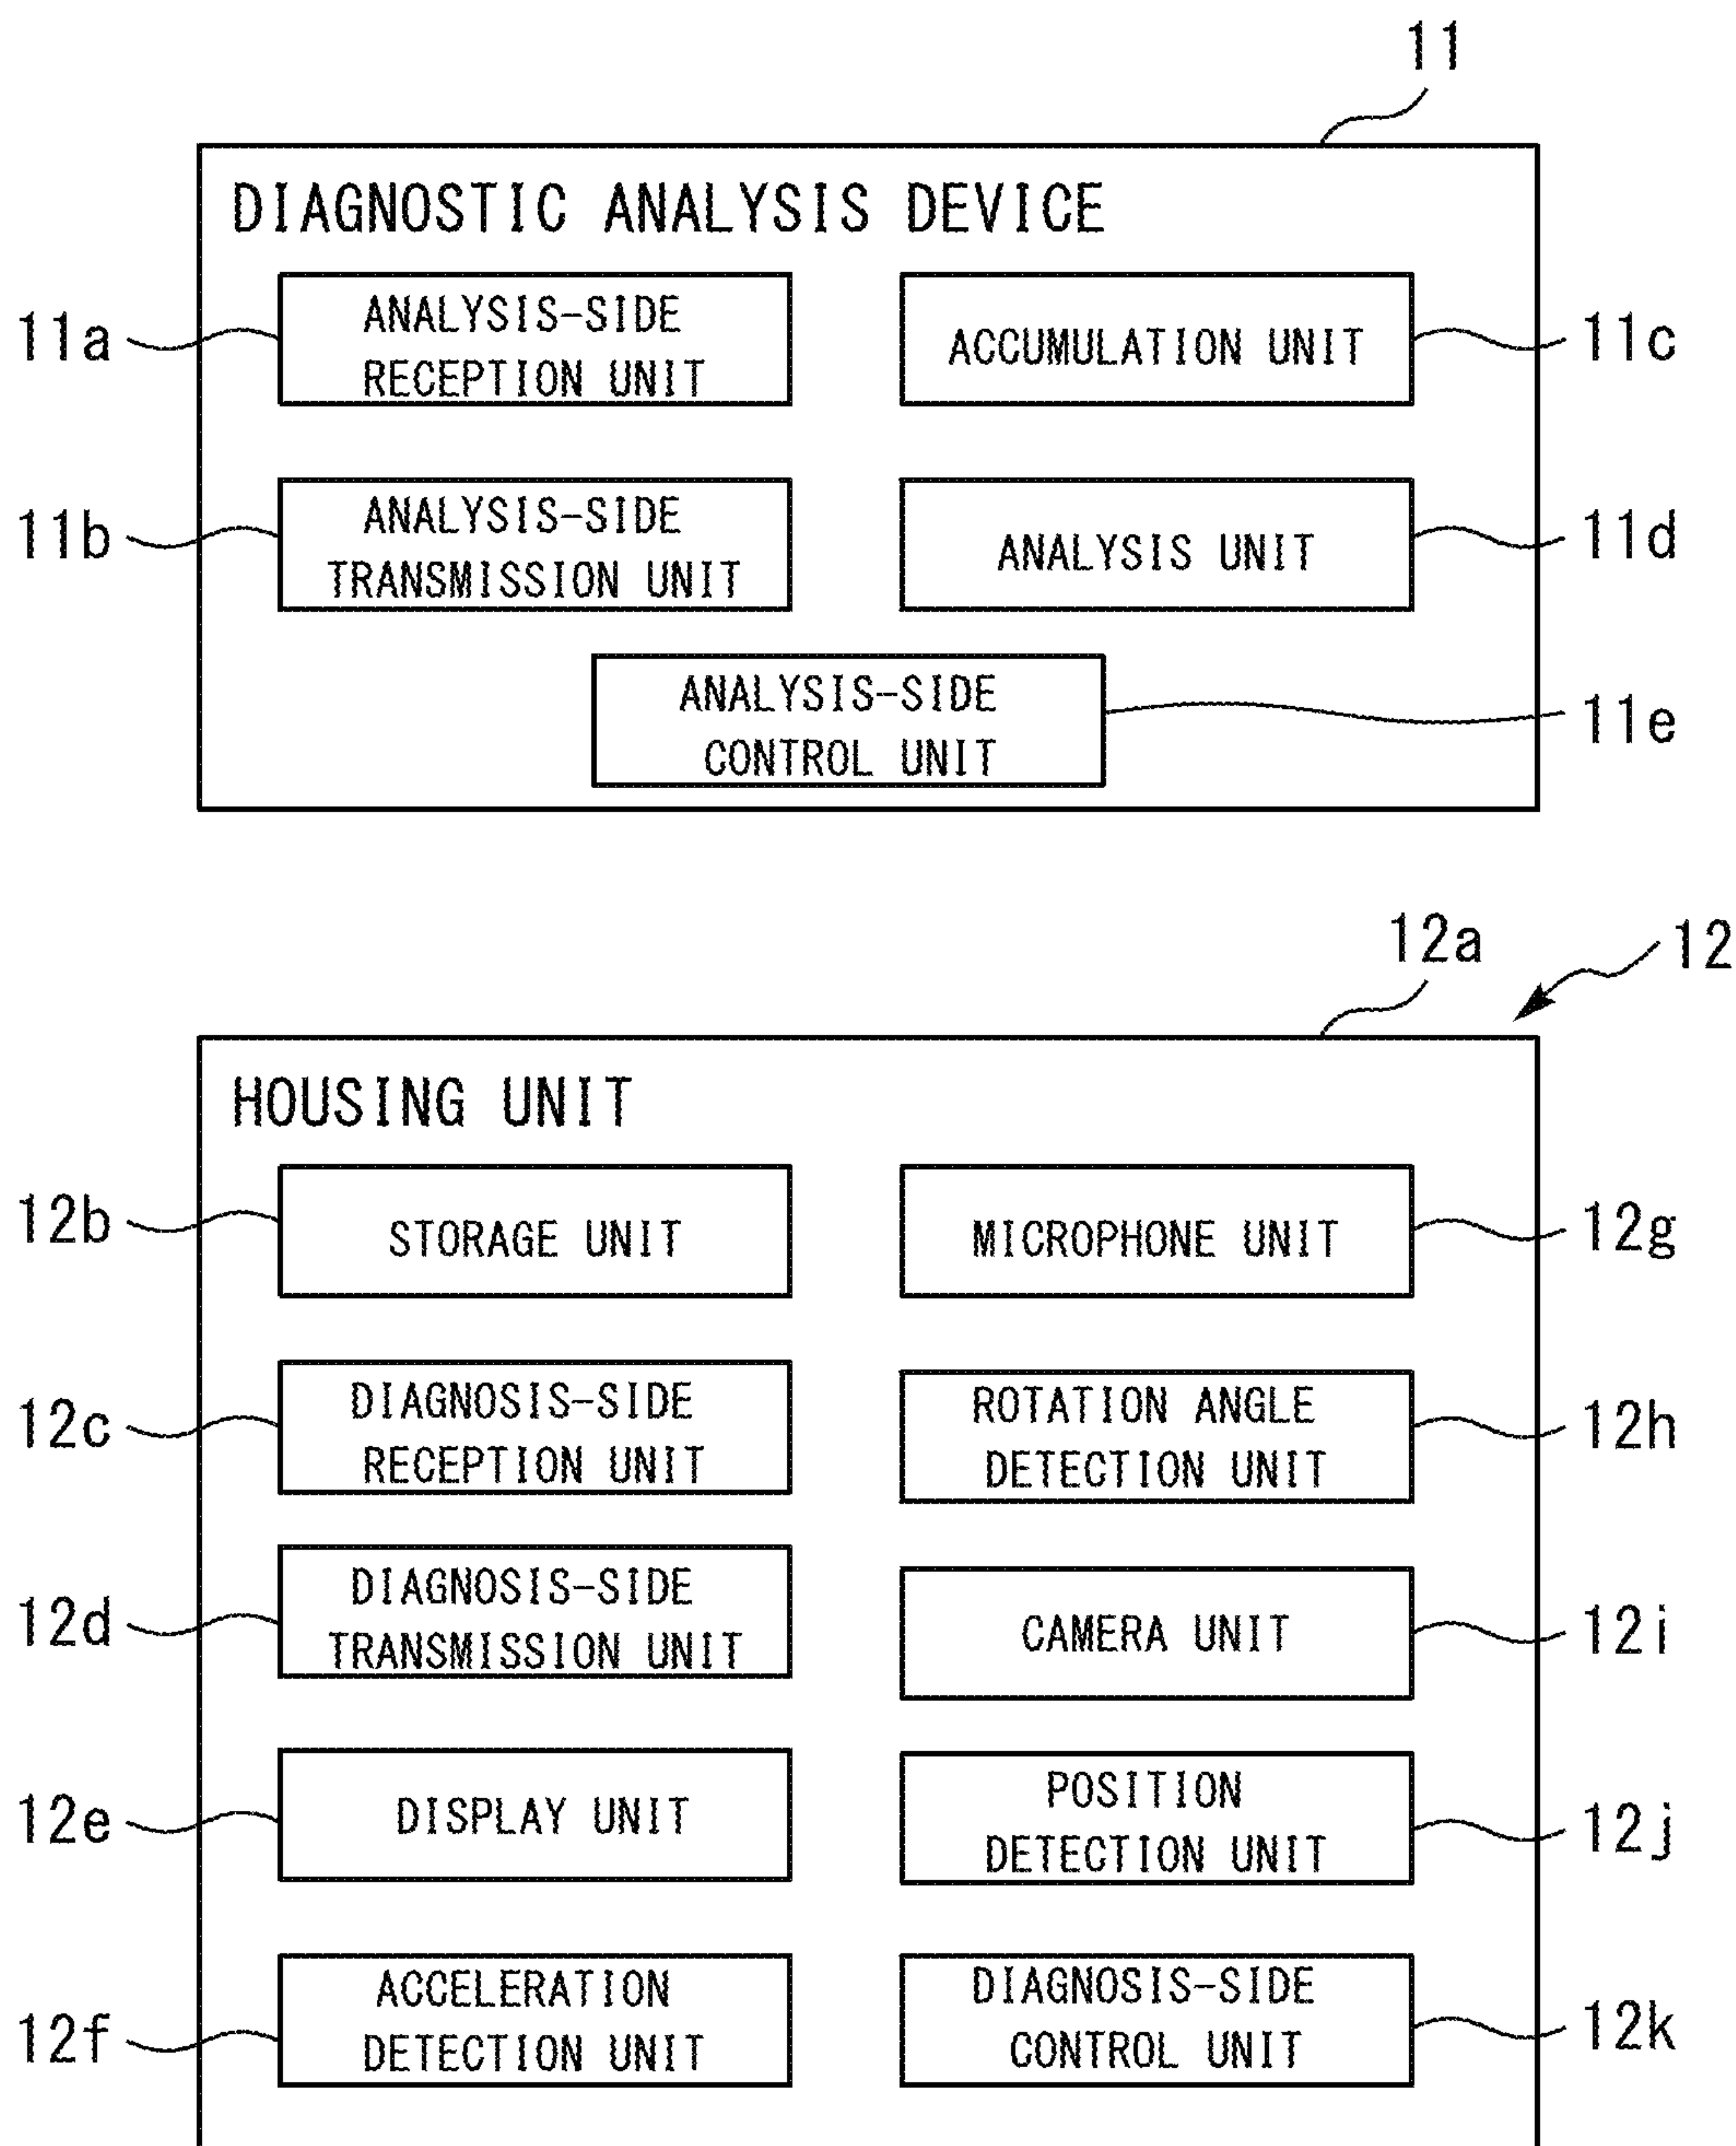 11
DIAGNOSTIC ANALYSIS DEVICE
11a
ANALYSIS-SIDE
RECEPTION UNIT
ACCUMULATION UNIT
11c
11b
ANALYSIS-SIDE
TRANSMISSION UNIT
ANALYSIS UNIT
11d
ANALYSIS-SIDE
CONTROL UNIT
11e
12a
12
HOUSING UNIT
12b
STORAGE UNIT
MICROPHONE UNIT
12g
12c
DIAGNOSIS-SIDE
RECEPTION UNIT
ROTATION ANGLE
DETECTION UNIT
12h
12d
DIAGNOSIS-SIDE
TRANSMISSION UNIT
CAMERA UNIT
12i
12e
DISPLAY UNIT
POSITION
DETECTION UNIT
12j
12f
ACCELERATION
DETECTION UNIT
DIAGNOSIS-SIDE
CONTROL UNIT
12k